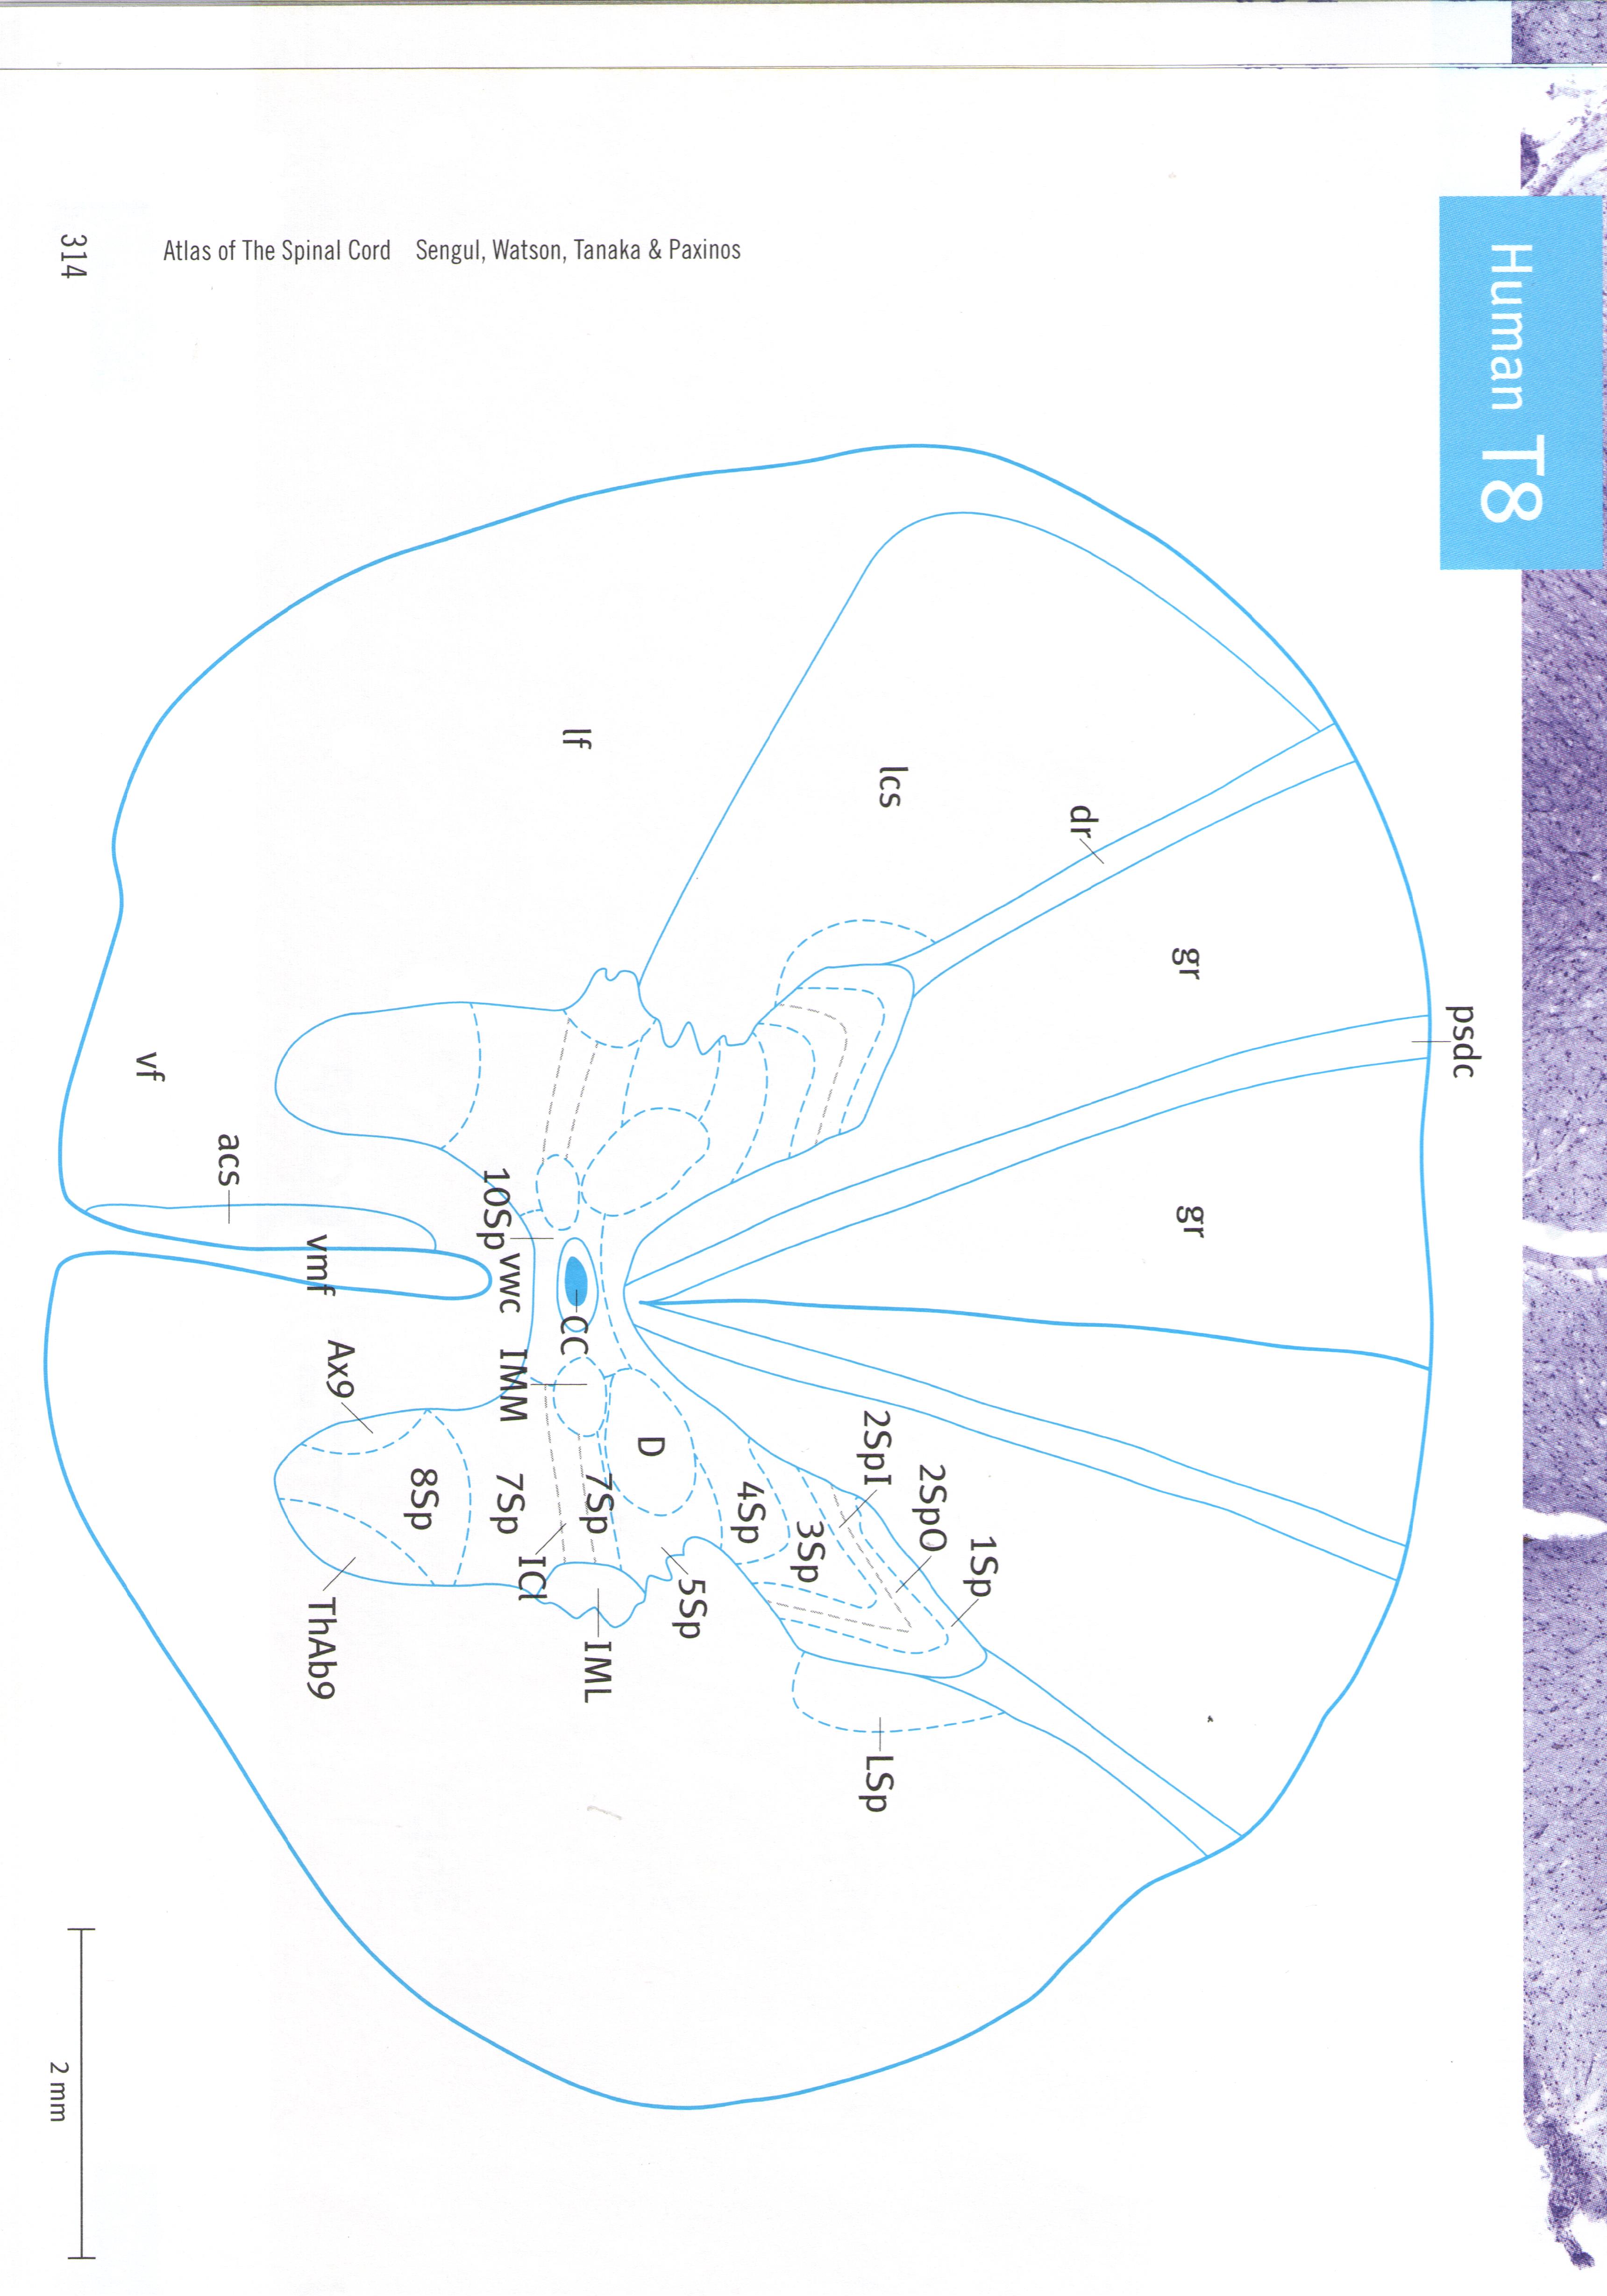 Human T8
psdc
gr
gr
dr
lcs
lf
1Sp
2SpO
2SpI
LSp
3Sp
4Sp
5Sp
D
7Sp
IML
CC
ICl
10Sp
vwc
IMM
7Sp
8Sp
Ax9
ThAb9
vmf
acs
vf
2 mm
Atlas of The Spinal Cord Sengul, Watson, Tanaka & Paxinos
314